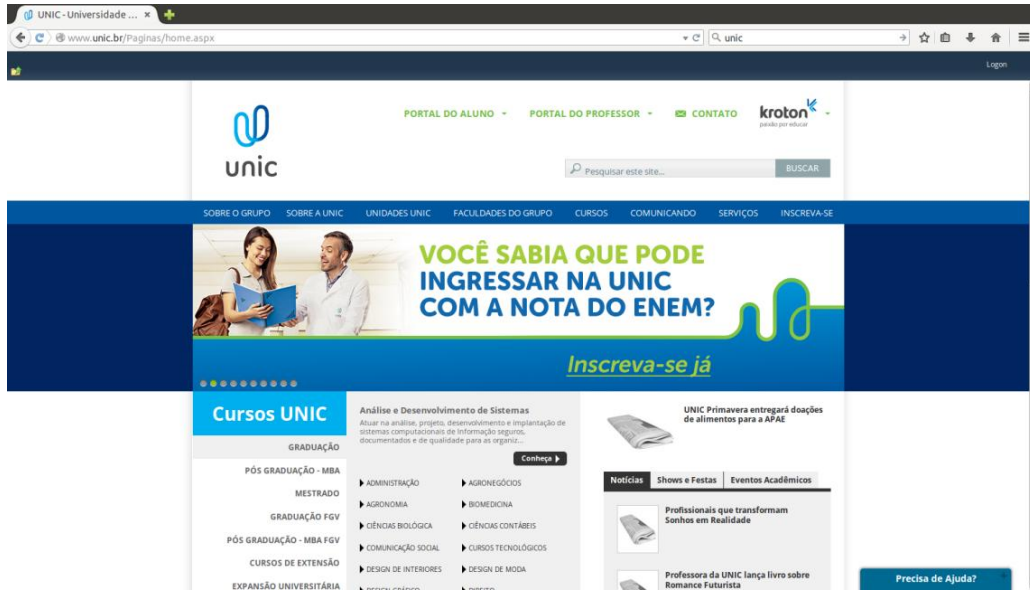 UNIC - Universidade ...
www.unic.br/Paginas/home.aspx
unic
Logon
PORTAL DO ALUNO
PORTAL DO PROFESSOR
CONTATO
kroton
paixão por educar
unic
Pesquisar este site...
BUSCAR
SOBRE O GRUPO SOBRE A UNIC UNIDADES UNIC FACULDADES DO GRUPO CURSOS COMUNICANDO SERVIÇOS INSCREVA-SE
VOCÊ SABIA QUE PODE
INGRESSAR NA UNIC
COM A NOTA DO ENEM?
Inscreva-se já
Cursos UNIC
GRADUAÇÃO
PÓS GRADUAÇÃO - MBA
MESTRADO
GRADUAÇÃO FGV
PÓS GRADUAÇÃO - MBA FGV
CURSOS DE EXTENSÃO
EXPANSÃO UNIVERSITÁRIA
Análise e Desenvolvimento de Sistemas
Atuar na análise, projeto, desenvolvimento e implantação de
sistemas computacionais de informação seguros,
documentados e de qualidade para as organiz...
Conheça
ADMINISTRAÇÃO
AGRONEGÓCIOS
AGRONOMIA
BIOMEDICINA
CIÊNCIAS BIOLÓGICA
CIÊNCIAS CONTÁBEIS
COMUNICAÇÃO SOCIAL
CURSOS TECNOLÓGICOS
DESIGN DE INTERIORES
DESIGN DE MODA
DESIGN GRÁFICO
DIREITO
UNIC Primavera entregará doações
de alimentos para a APAE
Notícias Shows e Festas Eventos Acadêmicos
Profissionais que transformam
Sonhos em Realidade
Professora da UNIC lança livro sobre
Romance Futurista
Precisa de Ajuda?